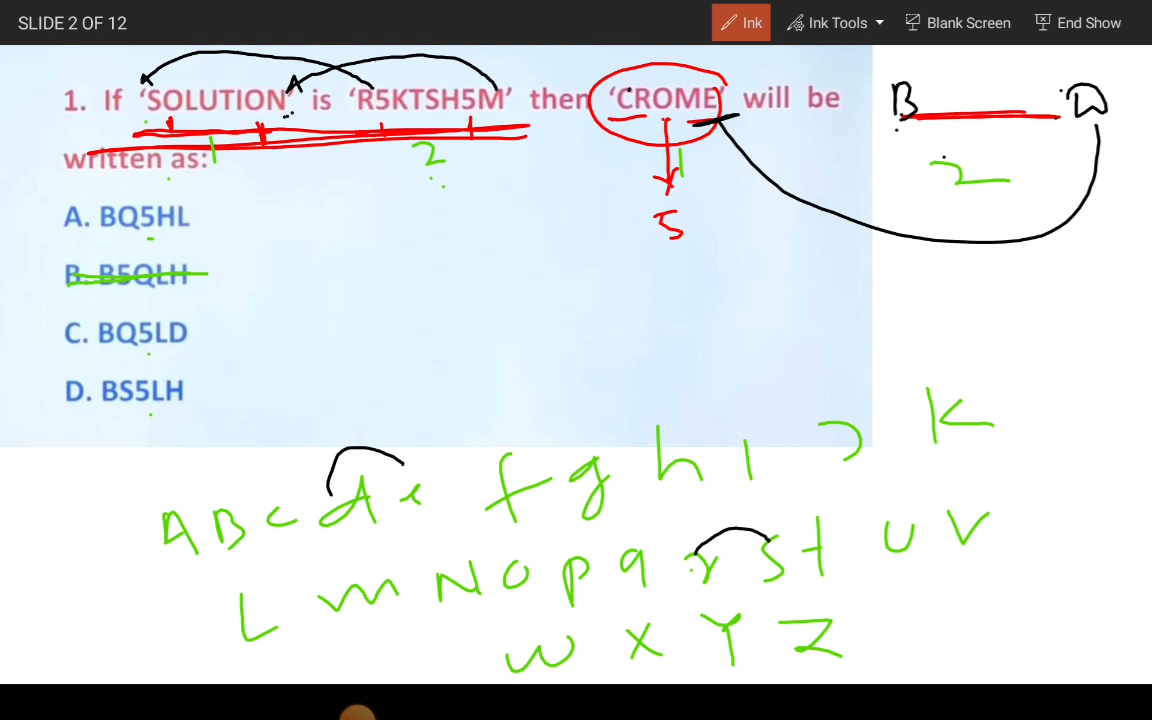 SLIDE 2 OF 12
Ink
Ink Tools
Blank Screen
End Show
1. If 'SOLUTION' is 'R5KTSH5M' then 'CROME' will be
written as:
1
2
1
5
B
D
2
A. BQ5HL
B. B5QLH
C. BQ5LD
D. BS5LH
A B C d e f g h i J K
L m N O p q r s t u v
w X Y Z